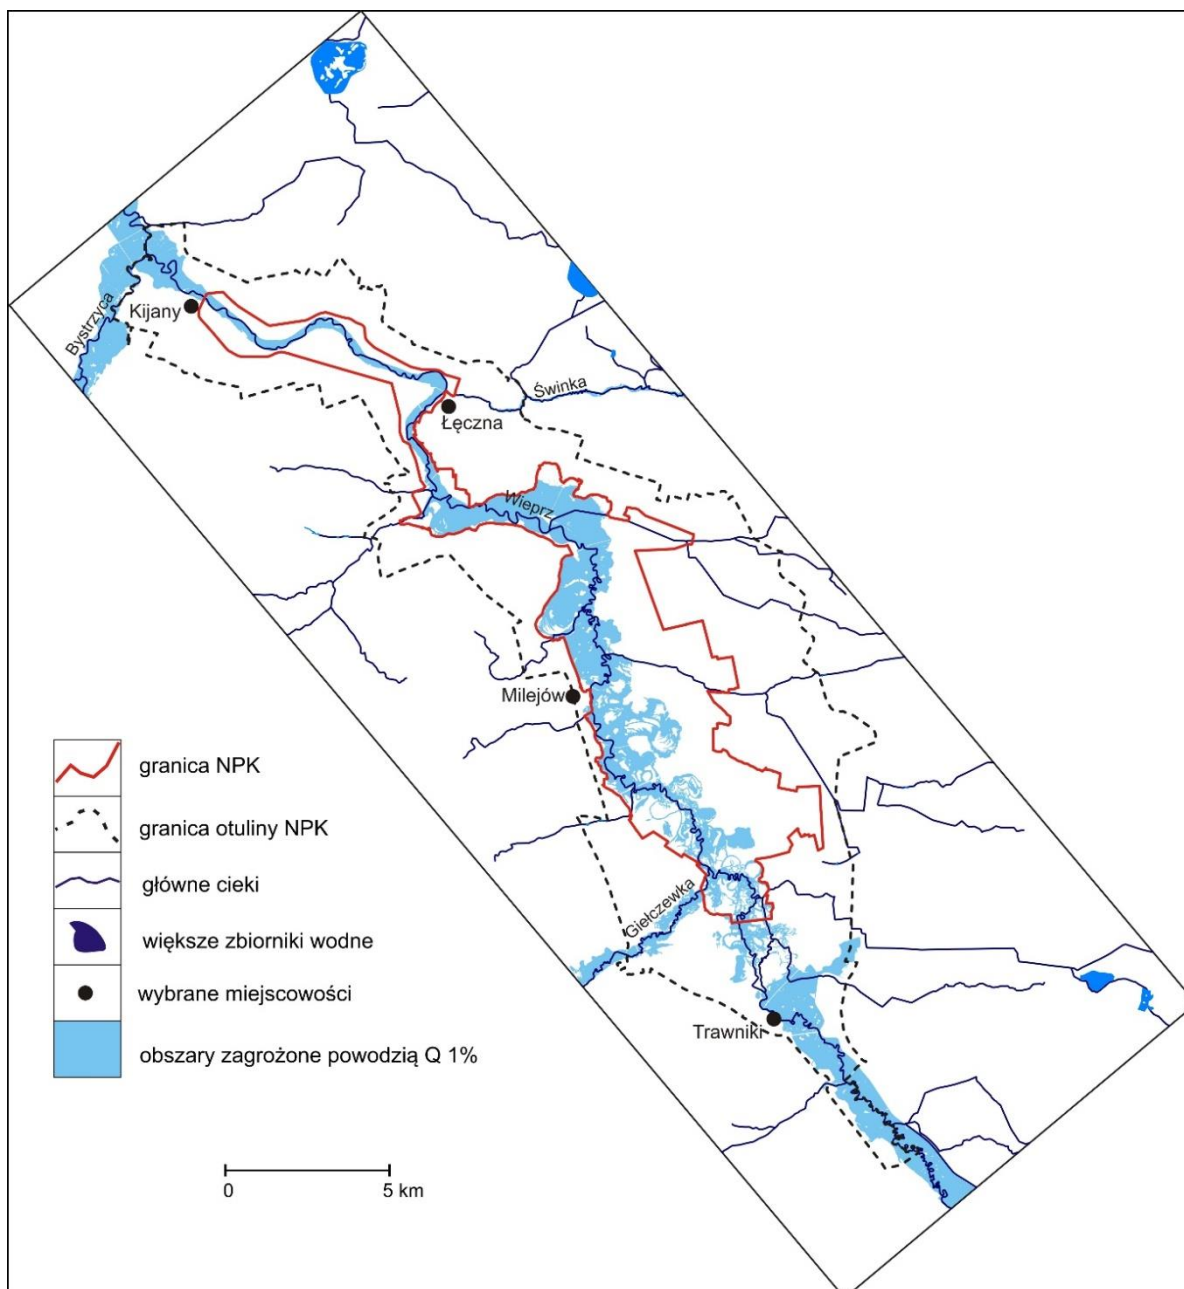 Bystrzyca
Kijany
Świnka
Łęczna
Wieprz
Milejów
Giełczewka
Trawniki
granica NPK
granica otuliny NPK
główne cieki
większe zbiorniki wodne
wybrane miejscowości
obszary zagrożone powodzią Q 1%
0 5 km